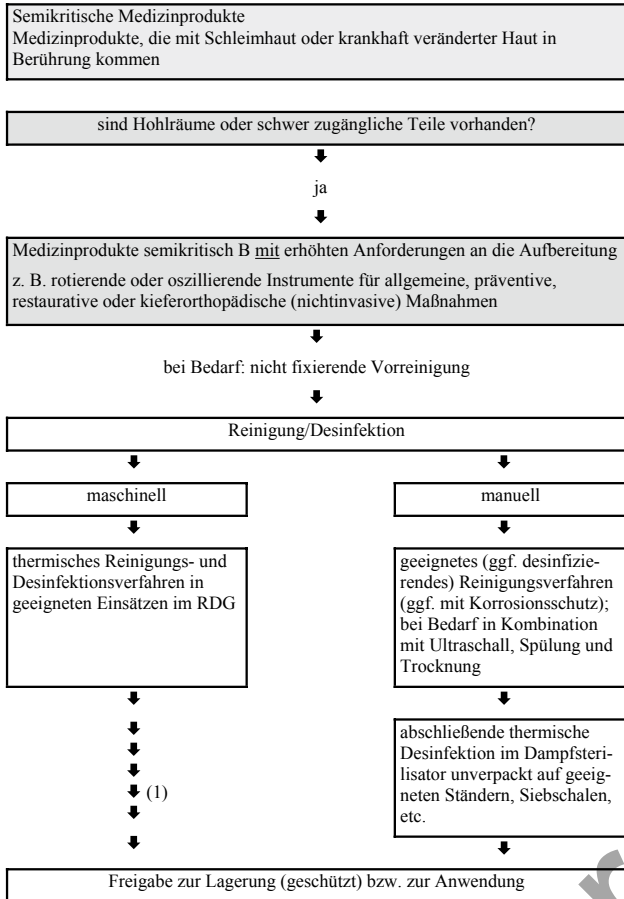 Semikritische Medizinprodukte
Medizinprodukte, die mit Schleimhaut oder krankhaft veränderter Haut in
Berührung kommen
sind Hohlräume oder schwer zugängliche Teile vorhanden?
ja
Medizinprodukte semikritisch B mit erhöhten Anforderungen an die Aufbereitung
z. B. rotierende oder oszillierende Instrumente für allgemeine, präventive,
restaurative oder kieferorthopädische (nichtinvasive) Maßnahmen
bei Bedarf: nicht fixierende Vorreinigung
Reinigung/Desinfektion
maschinell
thermisches Reinigungs- und
Desinfektionsverfahren in
geeigneten Einsätzen im RDG
(1)
manuell
geeignetes (ggf. desinfizie-
rendes) Reinigungsverfahren
(ggf. mit Korrosionsschutz);
bei Bedarf in Kombination
mit Ultraschall, Spülung und
Trocknung
abschließende thermische
Desinfektion im Dampfsteri-
lisator unverpackt auf geeig-
neten Ständern, Siebschalen,
etc.
Freigabe zur Lagerung (geschützt) bzw. zur Anwendung